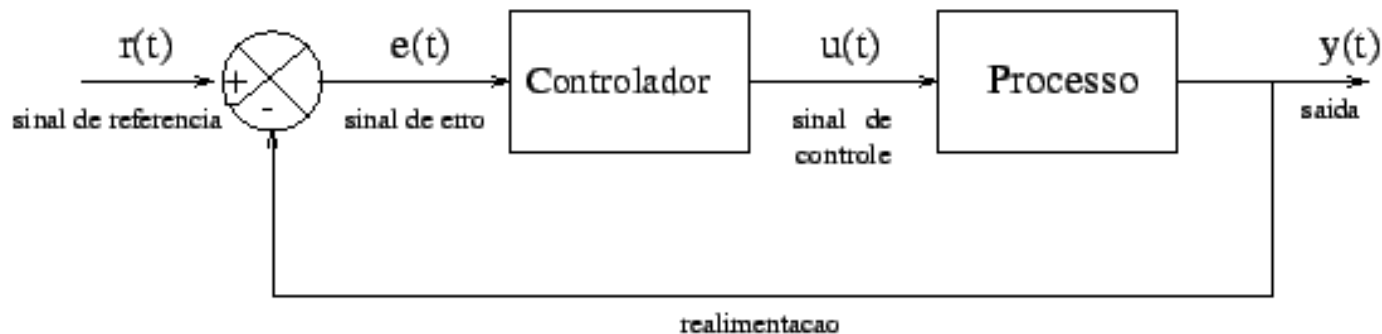 r(t)
sinal de referencia
+
-
e(t)
sinal de erro
Controlador
u(t)
sinal de
controle
Processo
y(t)
saida
realimentacao